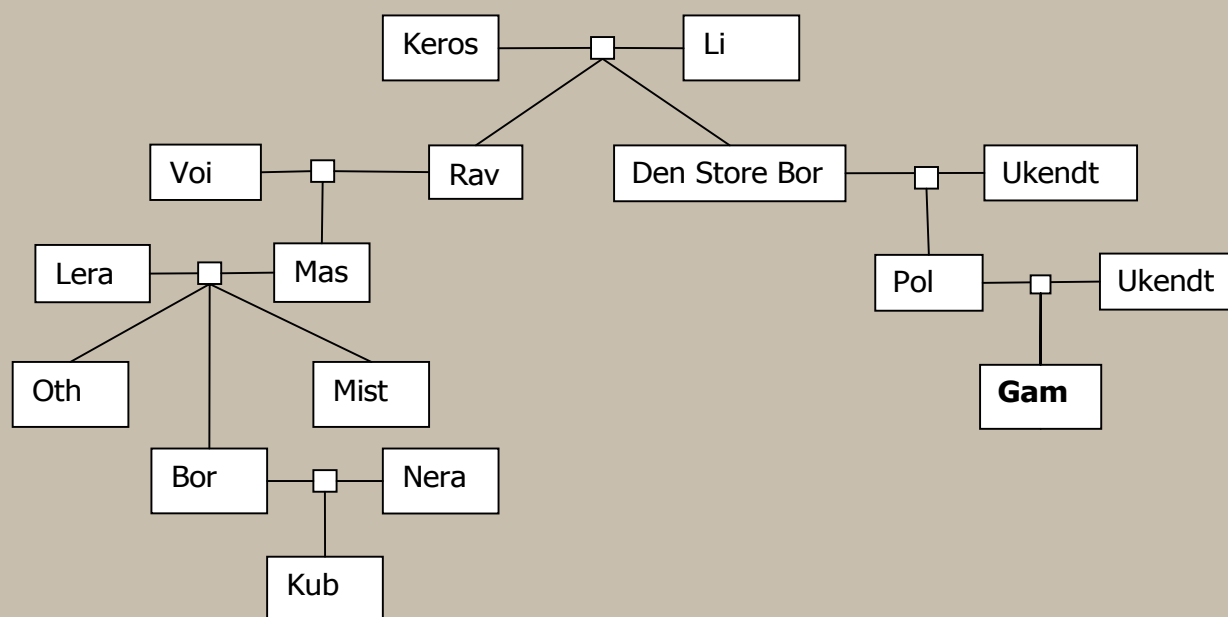 Keros
Li
Voi
Rav
Den Store Bor
Ukendt
Lera
Mas
Pol
Ukendt
Oth
Mist
Gam
Bor
Nera
Kub